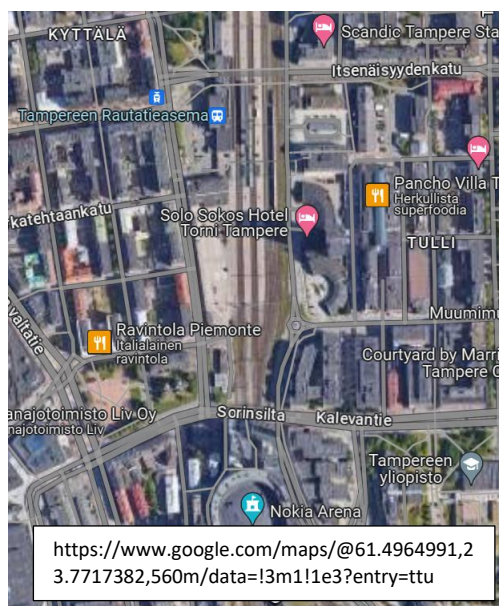 KYTTÄLÄ
Scandic Tampere Sta
Itsenäisyydenkatu
Tampereen Rautatieasema
Pancho Villa T
Herkullista
superfoodia
katehtaankatu
Solo Sokos Hotel
Torni Tampere
TULLI
Muumimu
Ravintola Piemonte
Italialainen
ravintola
valtatie
Courtyard by Marri
Tampere C
anajotoimisto Liv Oy
najotoimisto Liv
Sorinsilta
Kalevantie
Tampereen
yliopisto
Nokia Arena
https://www.google.com/maps/@61.4964991,2
3.7717382,560m/data=!3m1!1e3?entry=ttu